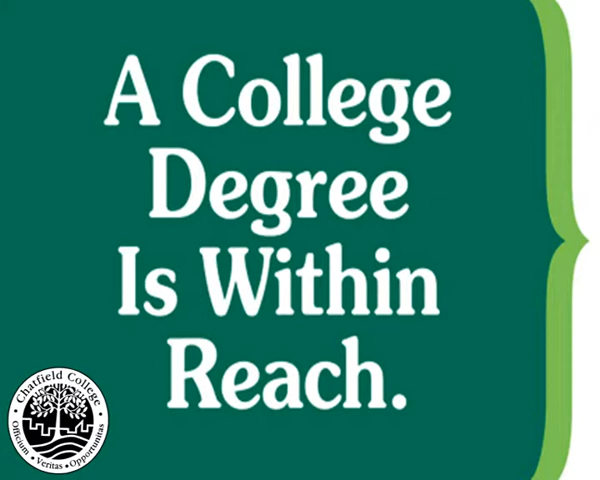 A College
Degree
Is Within
Reach.
Chatfield College
Officium • Veritas • Opportunitas